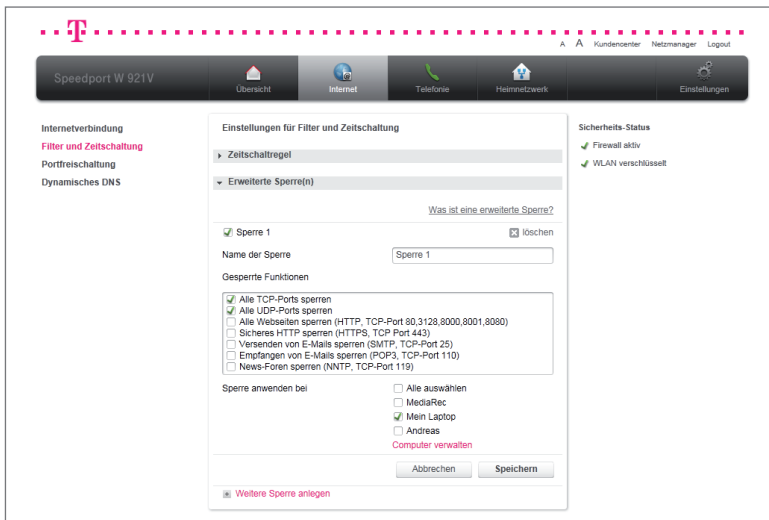 T
A A Kundencenter Netzmanager Logout
Speedport W 921V
Übersicht Internet Telefonie Heimnetzwerk Einstellungen
Internetverbindung
Filter und Zeitschaltung
Portfreischaltung
Dynamisches DNS
Einstellungen für Filter und Zeitschaltung
Zeitschaltregel
Erweiterte Sperre(n)
Was ist eine erweiterte Sperre?
Sperre 1 löschen
Name der Sperre Sperre 1
Gesperrte Funktionen
Alle TCP-Ports sperren
Alle UDP-Ports sperren
Alle Webseiten sperren (HTTP, TCP-Port 80,3128,8000,8001,8080)
Sicheres HTTP sperren (HTTPS, TCP Port 443)
Versenden von E-Mails sperren (SMTP, TCP-Port 25)
Empfangen von E-Mails sperren (POP3, TCP-Port 110)
News-Foren sperren (NNTP, TCP-Port 119)
Sperre anwenden bei Alle auswählen
MediaRec
Mein Laptop
Andreas
Computer verwalten
Abbrechen Speichern
Weitere Sperre anlegen
Sicherheits-Status
Firewall aktiv
WLAN verschlüsselt